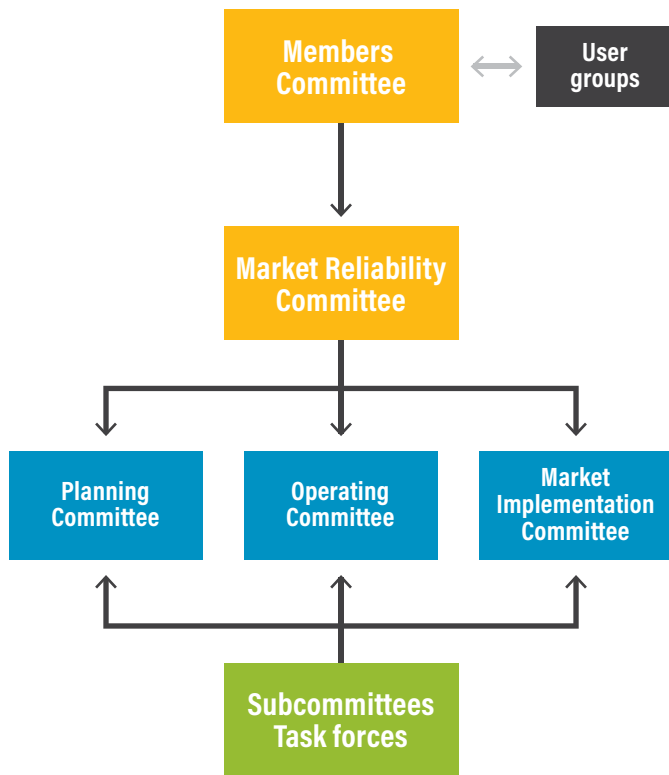 Members
Committee
User
groups
Market Reliability
Committee
Planning
Committee
Operating
Committee
Market
Implementation
Committee
Subcommittees
Task forces